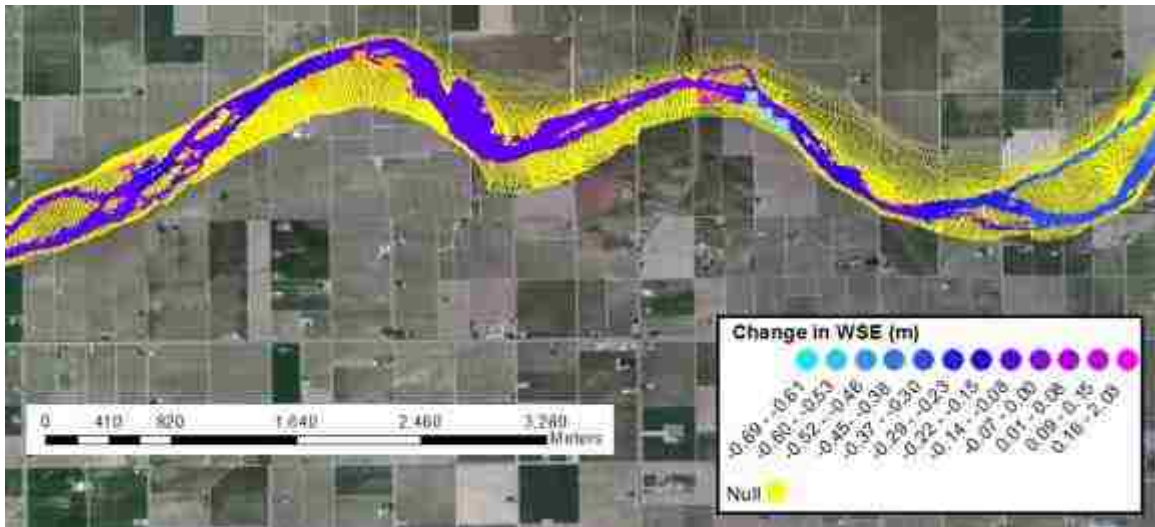 Change in WSE (m)
-0.69 - -0.61
-0.60 - -0.53
-0.52 - -0.46
-0.45 - -0.38
-0.37 - -0.30
-0.29 - -0.23
-0.22 - -0.15
-0.14 - -0.08
-0.07 - 0.00
0.01 - 0.08
0.09 - 0.15
0.16 - 2.03
Null
0 410 820 1,640 2,460 3,280
Meters